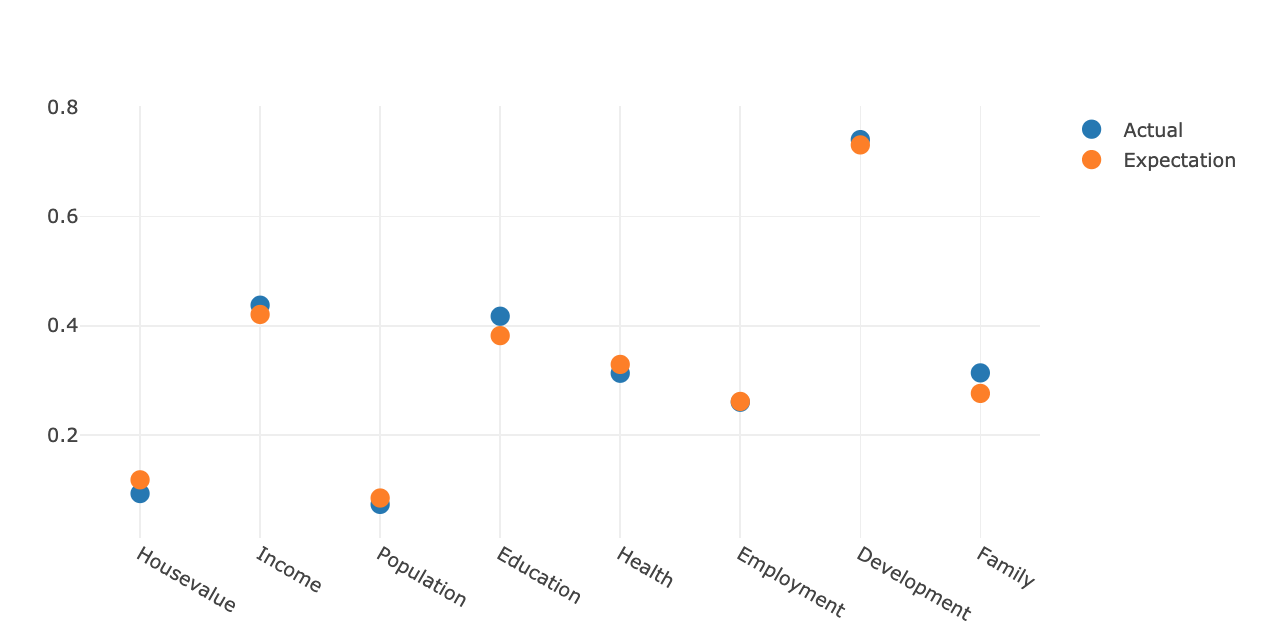 0.8
0.6
0.4
0.2
Housevalue
Income
Population
Education
Health
Employment
Development
Family
Actual
Expectation